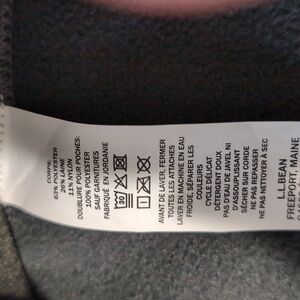 CORPS:
63% POLYESTER
26% LAINE
11% NYLON
DOUBLURE POUR POCHES:
100% POLYESTER
SAUF GARNITURES
FABRIQUÉ EN JORDANIE
30
AVANT DE LAVER, FERMER
TOUTES LES ATTACHES
LAVER EN MACHINE EN EAU
FROIDE, SÉPARER LES
COULEURS
CYCLE DÉLICAT
DÉTERGENT DOUX
PAS D'EAU DE JAVEL NI
D'ASSOUPLISSANT
SÉCHER SUR CORDE
NE PAS REPASSER
NE PAS NETTOYER À SEC
L.L.BEAN
FREEPORT, MAINE